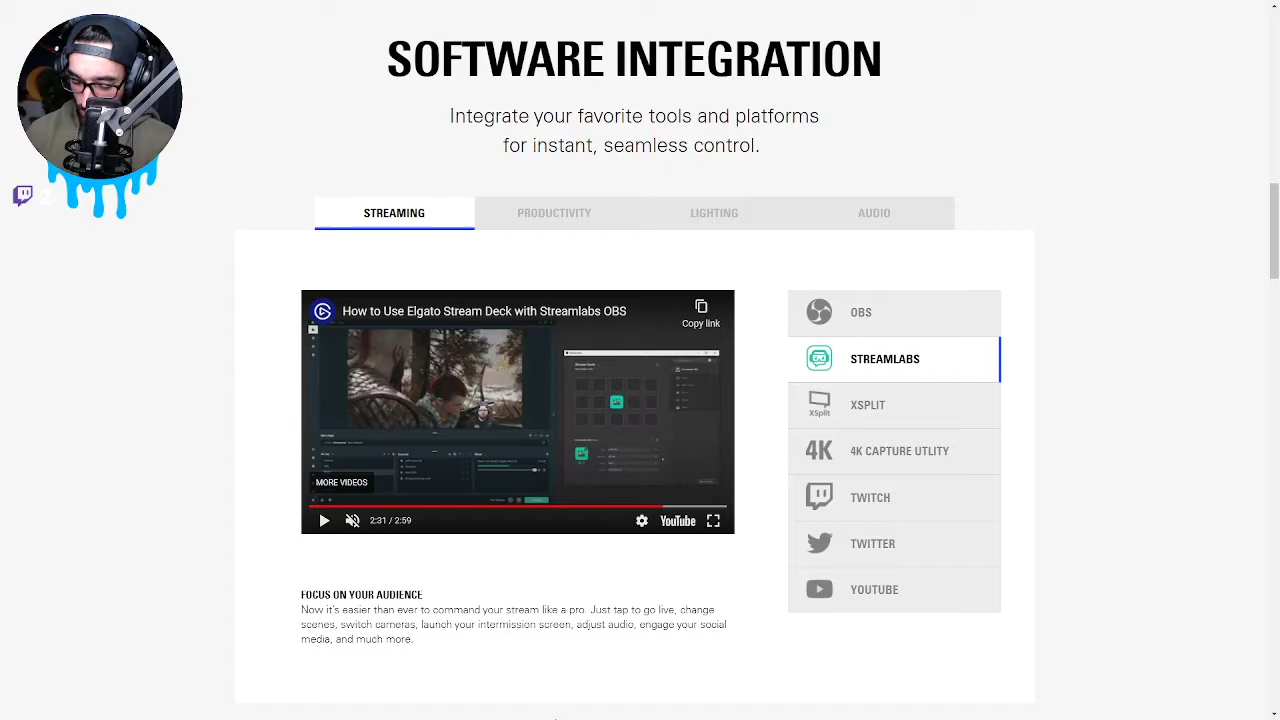 SOFTWARE INTEGRATION
Integrate your favorite tools and platforms
for instant, seamless control.
2
STREAMING
PRODUCTIVITY
LIGHTING
AUDIO
How to Use Elgato Stream Deck with Streamlabs OBS
Copy link
MORE VIDEOS
2:31 / 2:59
YouTube
OBS
STREAMLABS
XSplit
XSPLIT
4K
4K CAPTURE UTLITY
TWITCH
TWITTER
YOUTUBE
FOCUS ON YOUR AUDIENCE
Now it's easier than ever to command your stream like a pro. Just tap to go live, change
scenes, switch cameras, launch your intermission screen, adjust audio, engage your social
media, and much more.